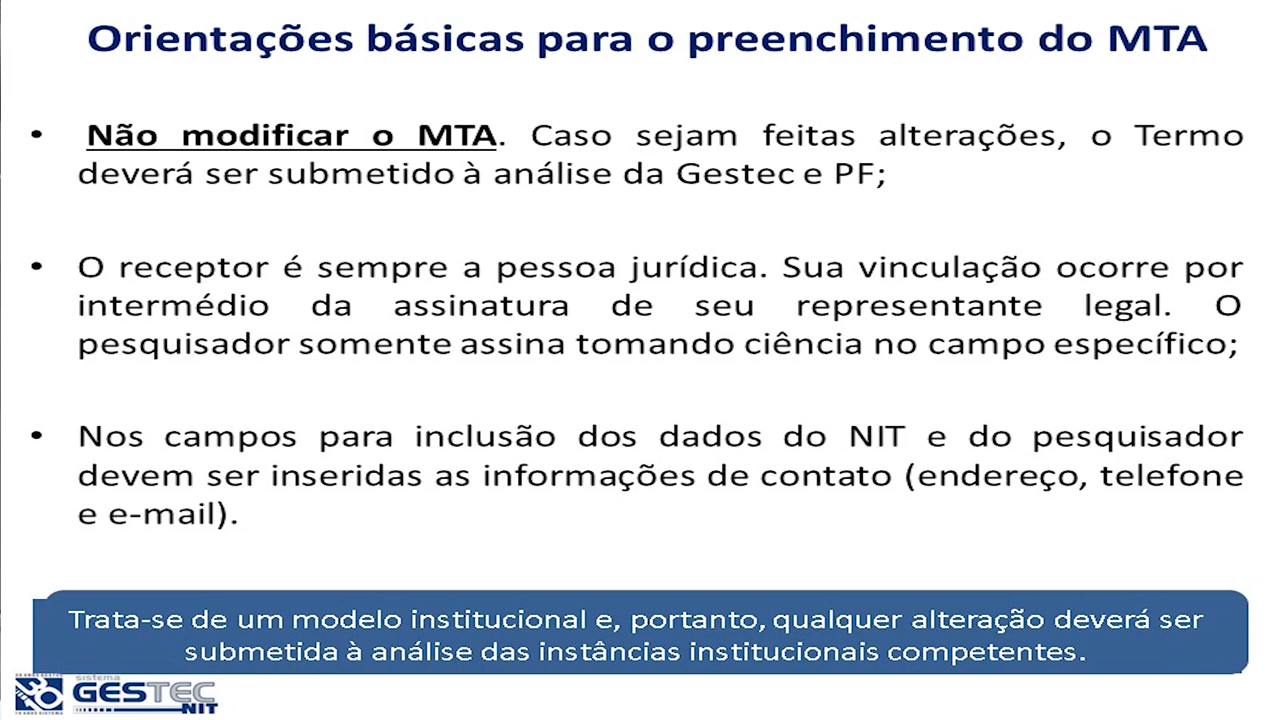 Orientações básicas para o preenchimento do MTA
• Não modificar o MTA. Caso sejam feitas alterações, o Termo
deverá ser submetido à análise da Gestec e PF;
• O receptor é sempre a pessoa jurídica. Sua vinculação ocorre por
intermédio da assinatura de seu representante legal. O
pesquisador somente assina tomando ciência no campo específico;
• Nos campos para inclusão dos dados do NIT e do pesquisador
devem ser inseridas as informações de contato (endereço, telefone
e e-mail).
Trata-se de um modelo institucional e, portanto, qualquer alteração deverá ser
submetida à análise das instâncias institucionais competentes.
sistema
GESTEC
NIT